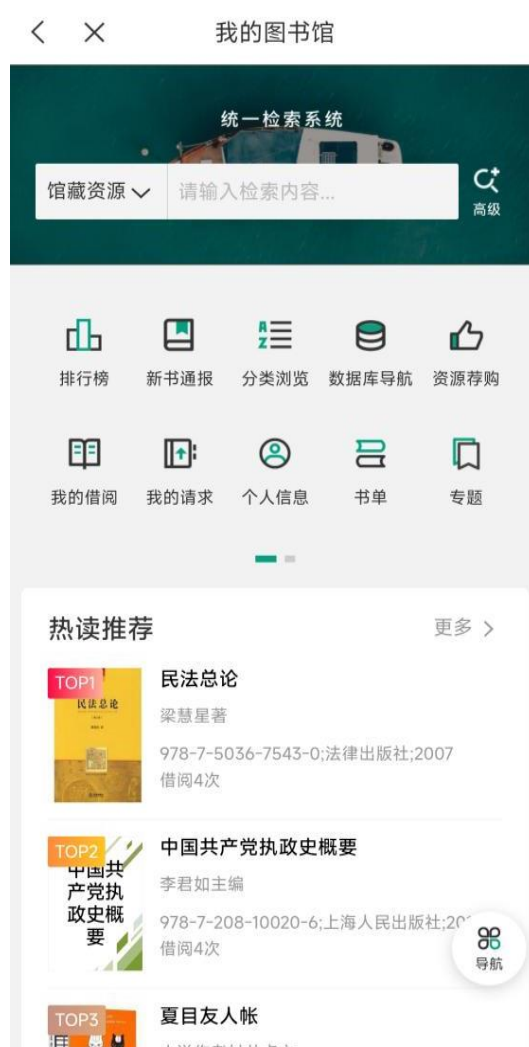 我的图书馆
统一检索系统
馆藏资源
请输入检索内容...
高级
排行榜
新书通报
分类浏览
数据库导航
资源荐购
我的借阅
我的请求
个人信息
书单
专题
热读推荐
更多
TOP1
民法总论
民法总论
梁慧星著
978-7-5036-7543-0;法律出版社;2007
借阅4次
TOP2
中国共
产党执
政史概
要
中国共产党执政史概要
李君如主编
978-7-208-10020-6;上海人民出版社;20
借阅4次
导航
TOP3
夏目友人帐